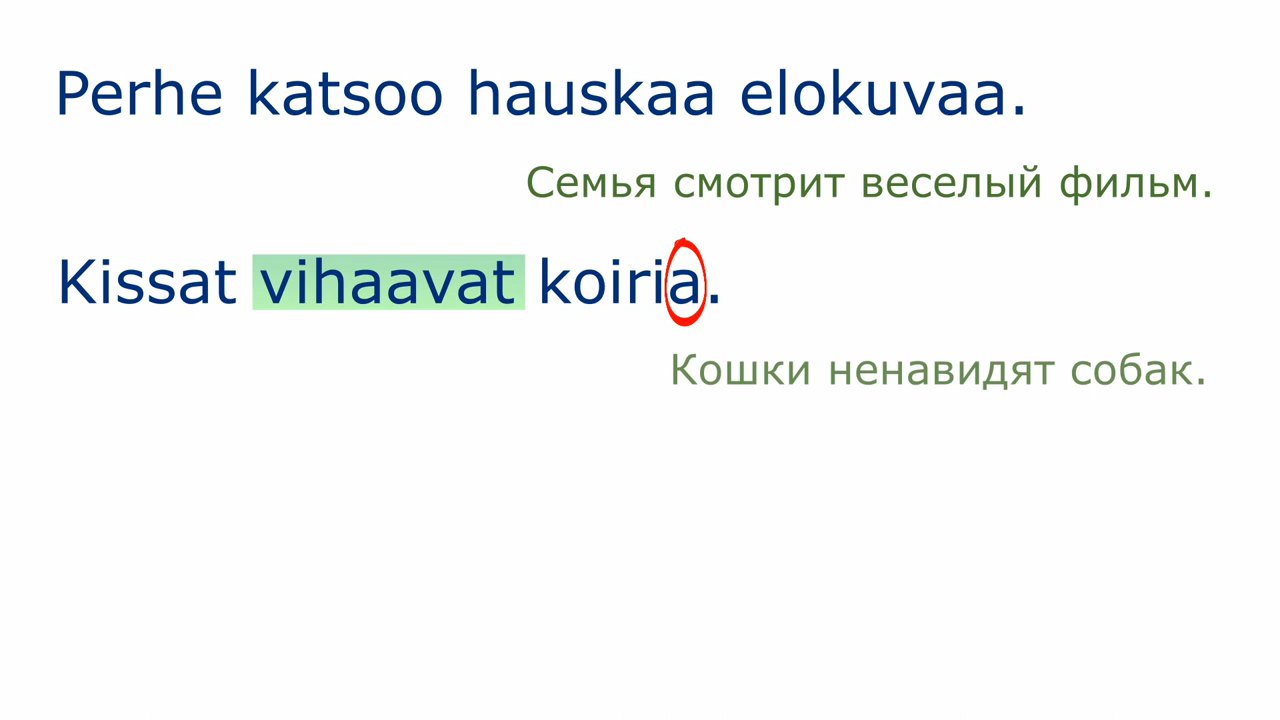 Perhe katsoo hauskaa elokuvaa.
Семья смотрит веселый фильм.
Kissat vihaavat koiria.
Кошки ненавидят собак.